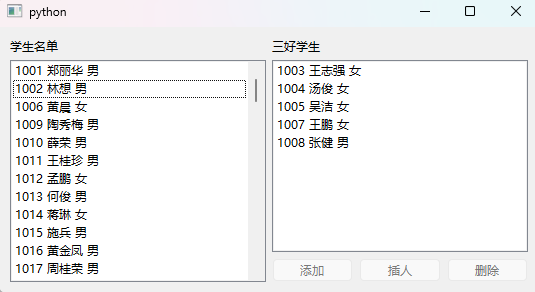 python
学生名单
1001 郑丽华 男
1002 林想 男
1006 黄晨 女
1009 陶秀梅 男
1010 薛荣 男
1011 王桂珍 男
1012 孟鹏 女
1013 何俊 男
1014 蒋琳 女
1015 施兵 男
1016 黄金凤 男
1017 周桂荣 男
三好学生
1003 王志强 女
1004 汤俊 女
1005 吴洁 女
1007 王鹏 女
1008 张健 男
添加 插入 删除